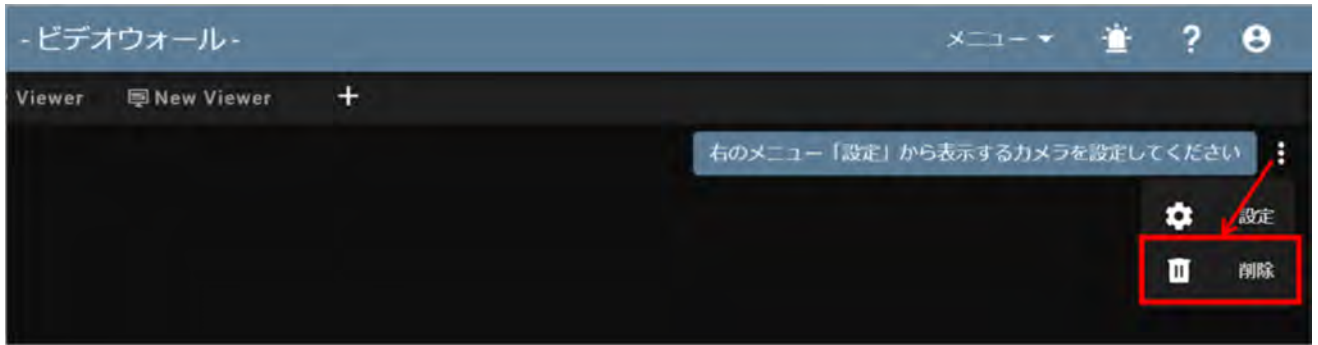 - ビデオウォール - メニュー ?
Viewer New Viewer +
右のメニュー「設定」から表示するカメラを設定してください
設定
削除